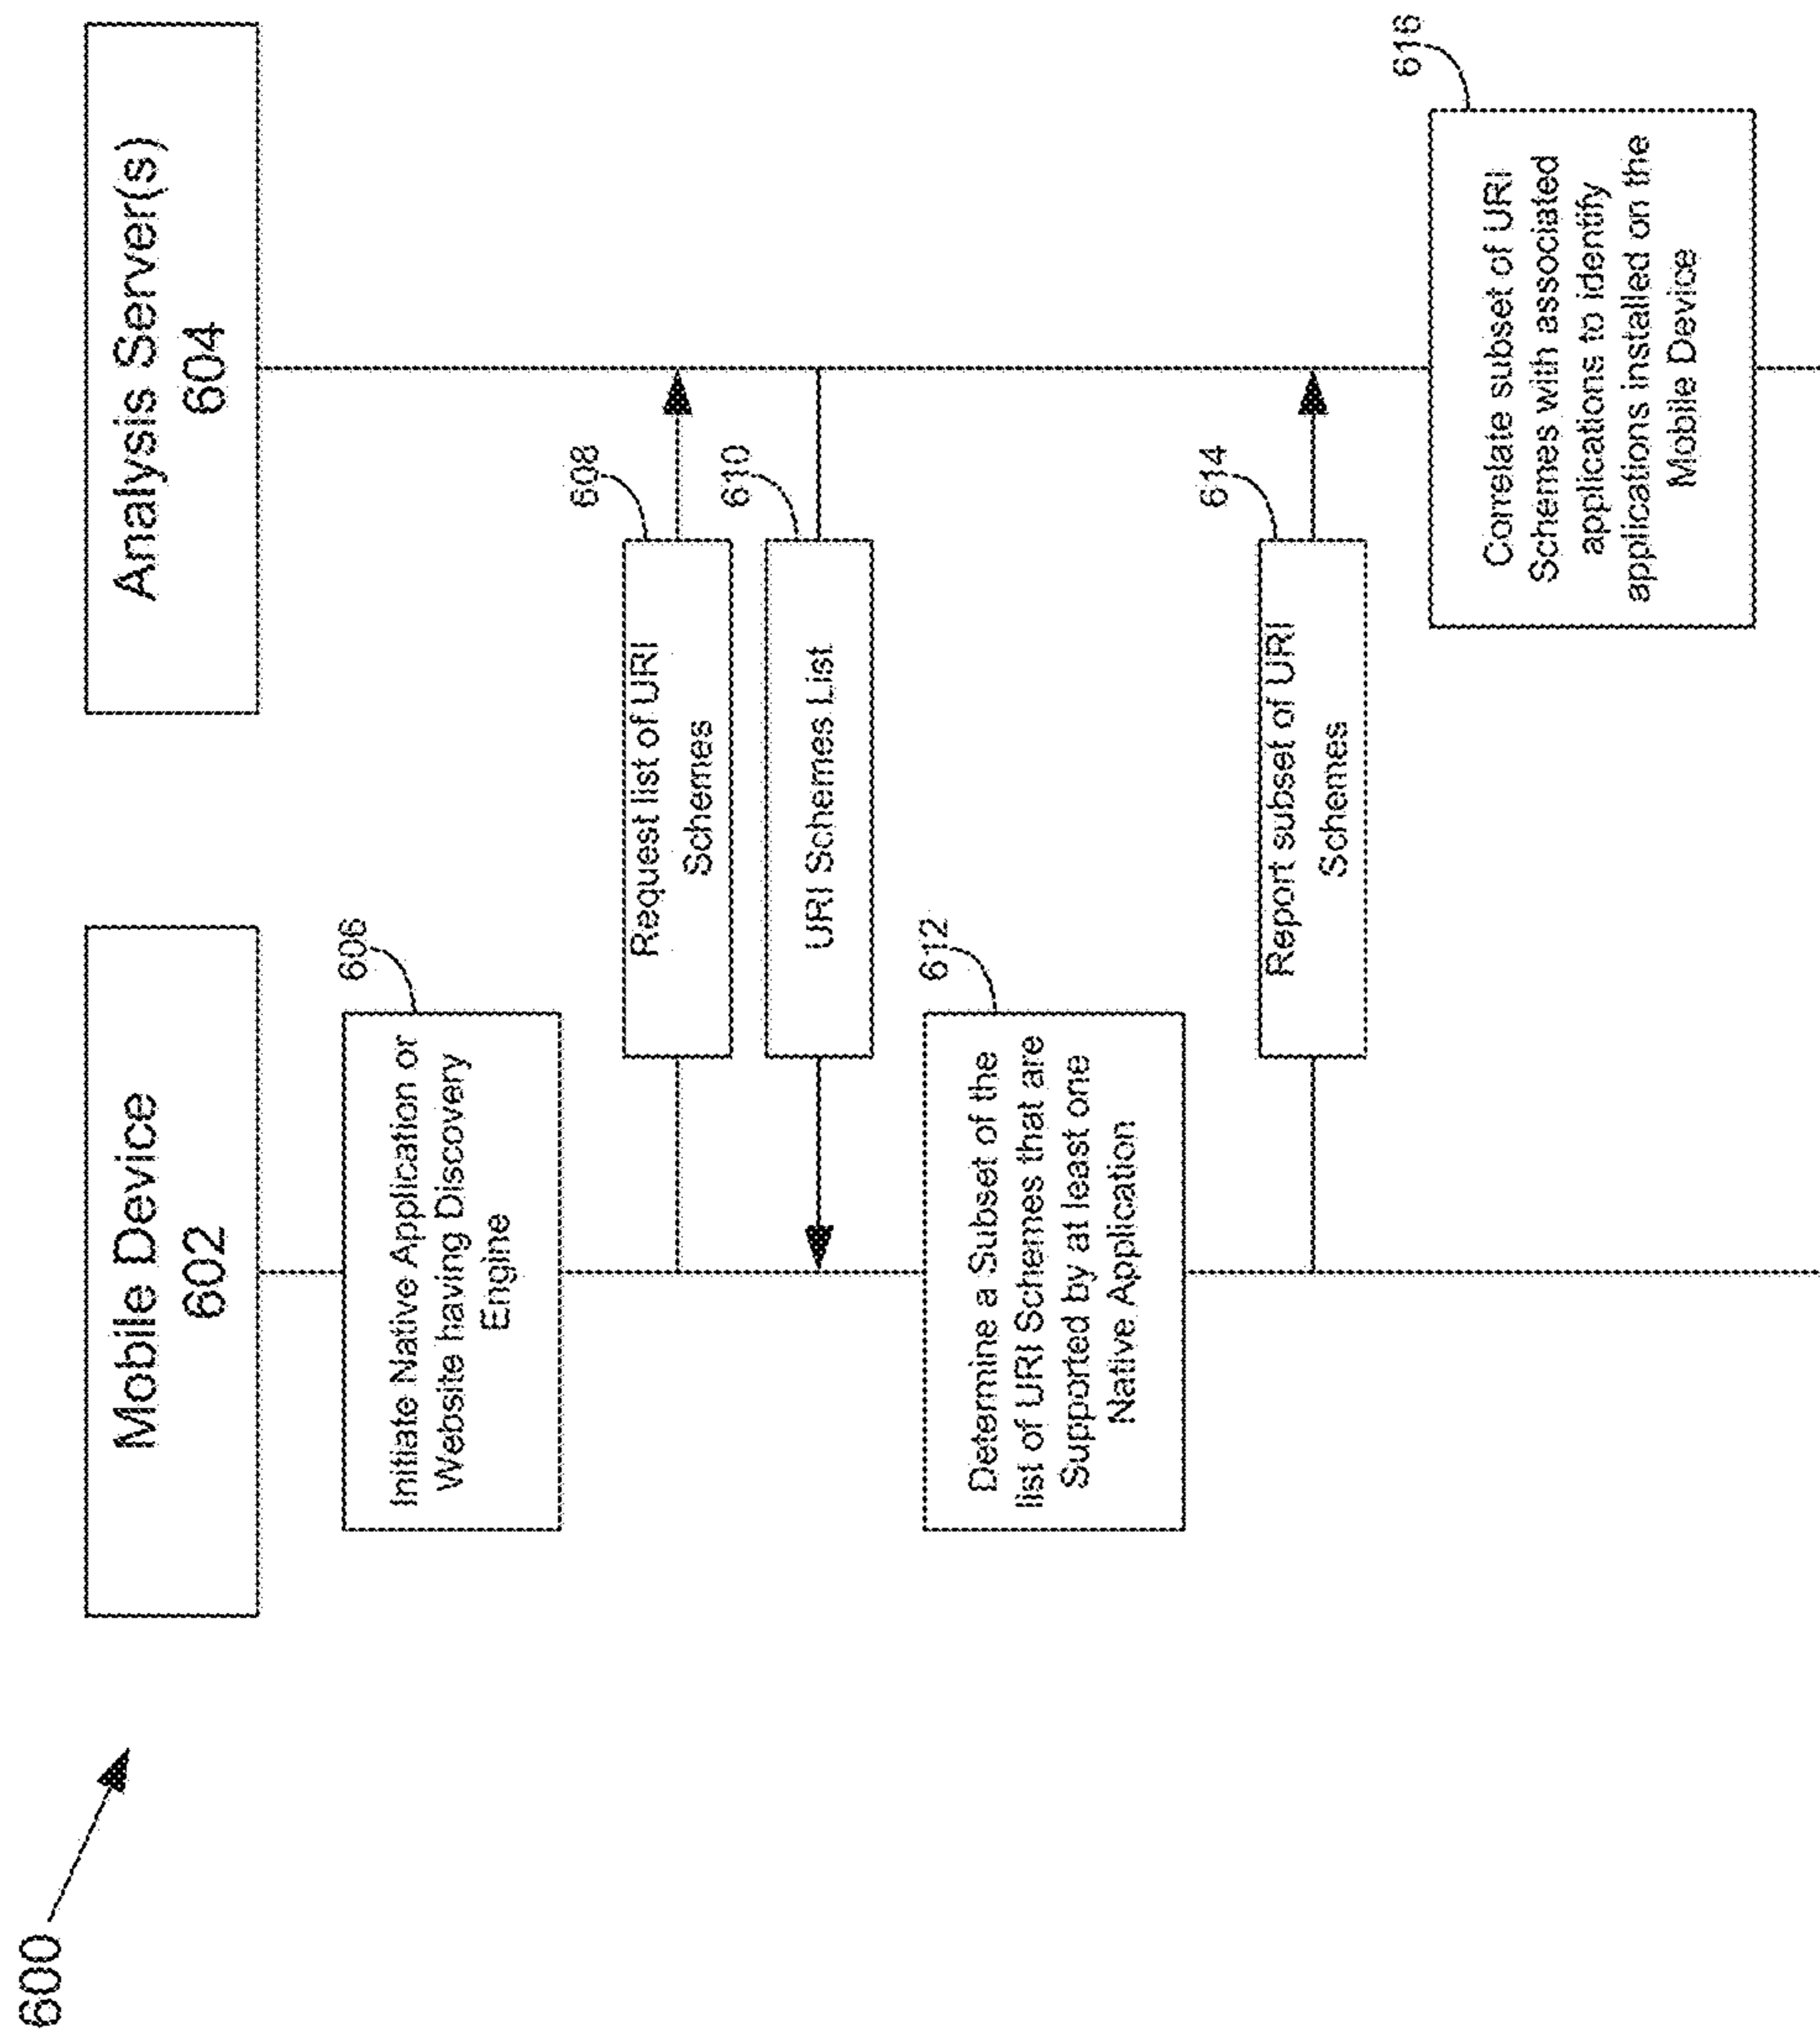 600
Mobile Device
602
Analysis Server(s)
604
606
Initiate Native Application or
Website having Discovery
Engine
608
Request list of URI
Schemes
610
URI Schemes List
612
Determine a Subset of the
list of URI Schemes that are
Supported by at least one
Native Application
614
Report subset of URI
Schemes
616
Correlate subset of URI
Schemes with associated
applications to identify
applications installed on the
Mobile Device